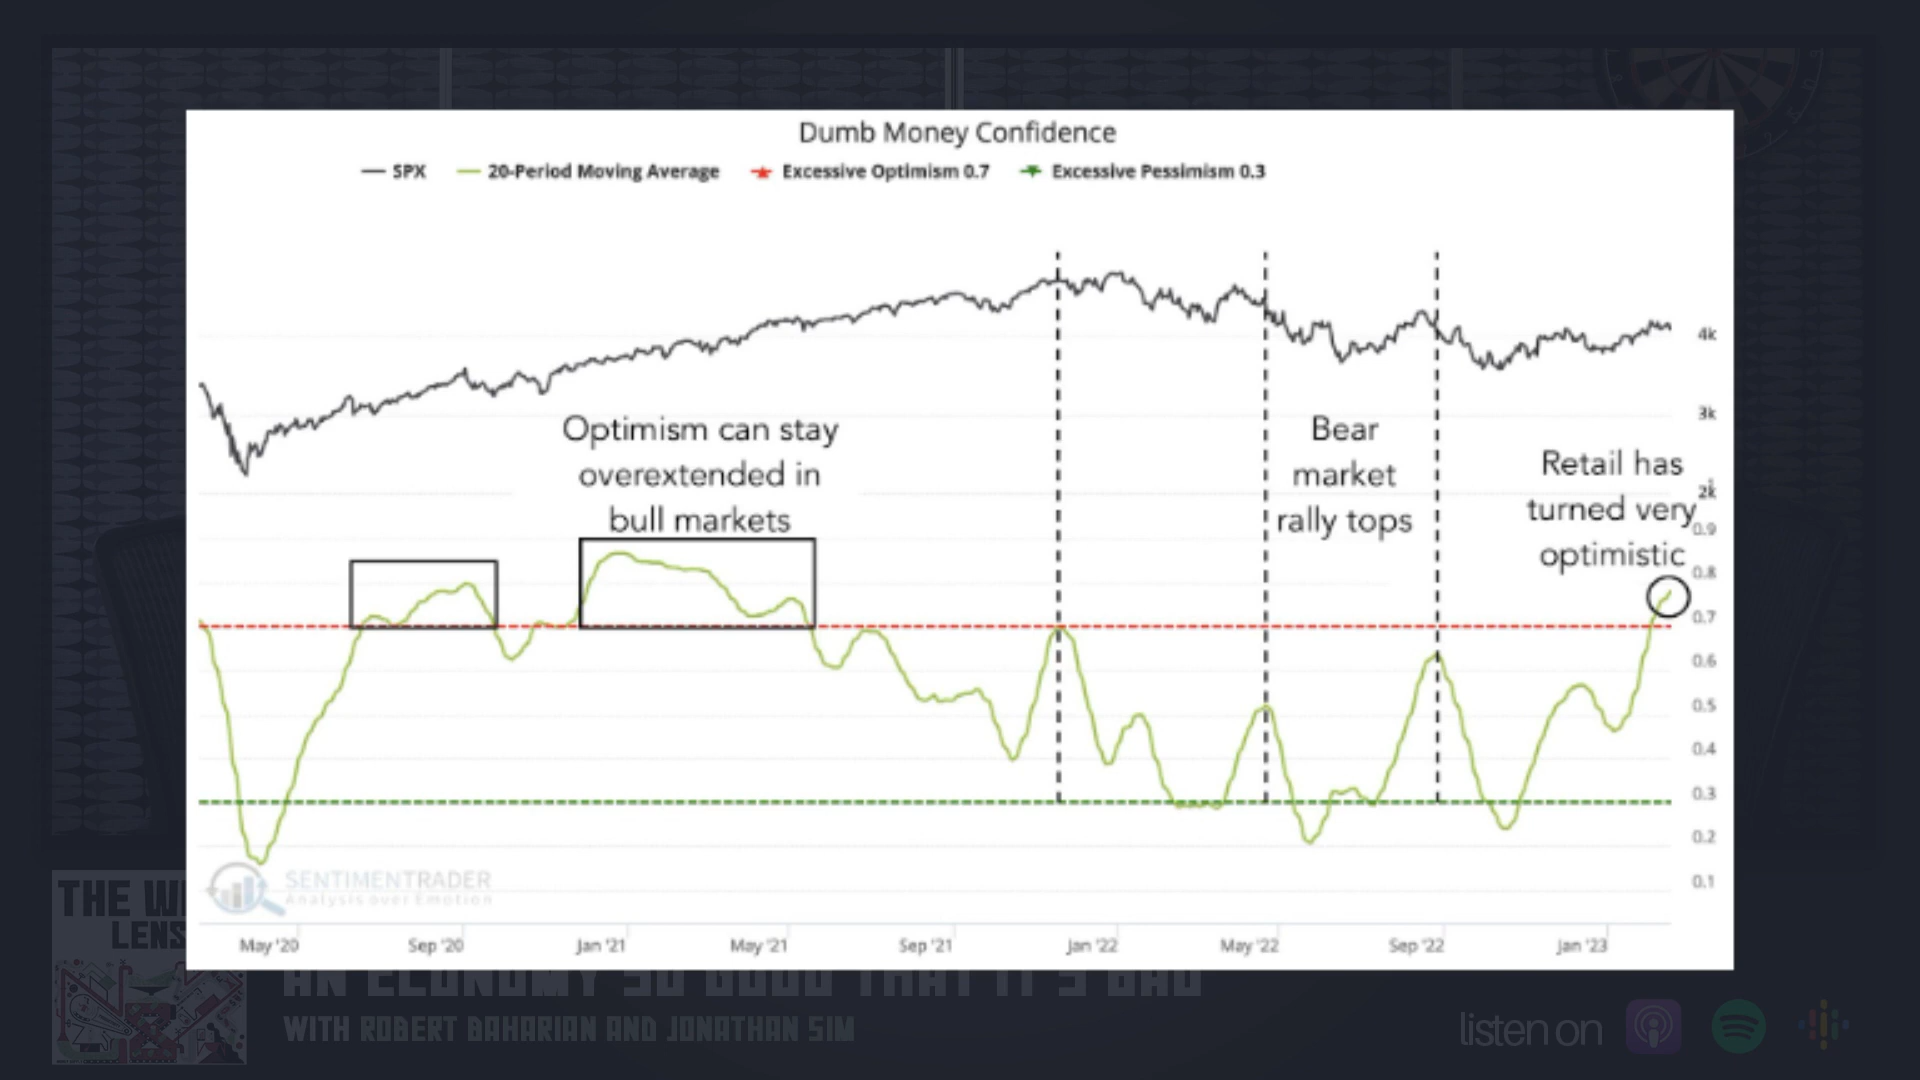 Dumb Money Confidence
SPX 20-Period Moving Average Excessive Optimism 0.7 Excessive Pessimism 0.3
Optimism can stay
overextended in
bull markets
Bear
market
rally tops
Retail has
turned very
optimistic
4k
3k
2k
0.9
0.8
0.7
0.6
0.5
0.4
0.3
0.2
0.1
SENTIMENTRADER
Analysis over Emotion
May '20 Sep '20 Jan '21 May '21 Sep '21 Jan '22 May '22 Sep '22 Jan '23
THE
LENS
AN ECONOMY SO GOOD THAT IT'S BAD
WITH ROBERT BAHARIAN AND JONATHAN SIM
listen on